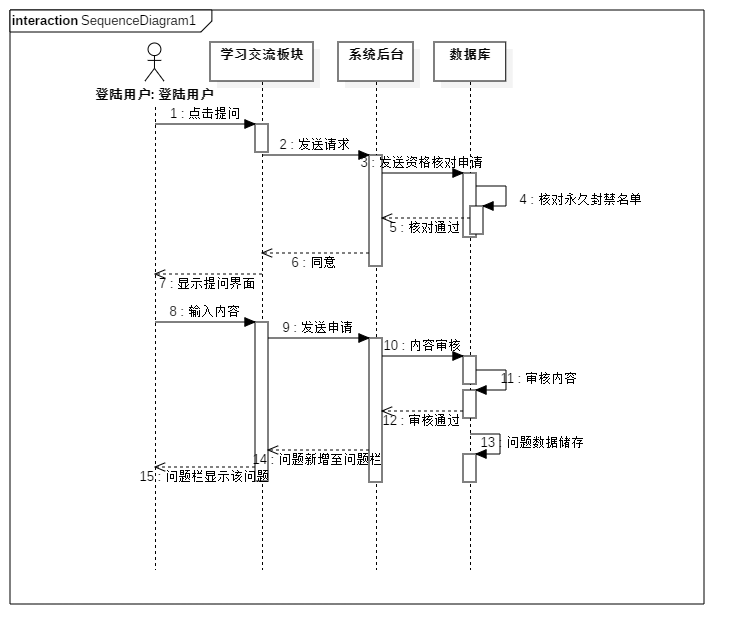 interaction SequenceDiagram1
学习交流板块
系统后台
数据库
登陆用户: 登陆用户
1 : 点击提问
2 : 发送请求
3 : 发送资格核对申请
4 : 核对永久封禁名单
5 : 核对通过
6 : 同意
7 : 显示提问界面
8 : 输入内容
9 : 发送申请
10 : 内容审核
11 : 审核内容
12 : 审核通过
13 : 问题数据储存
14 : 问题新增至问题栏
15 : 问题栏显示该问题